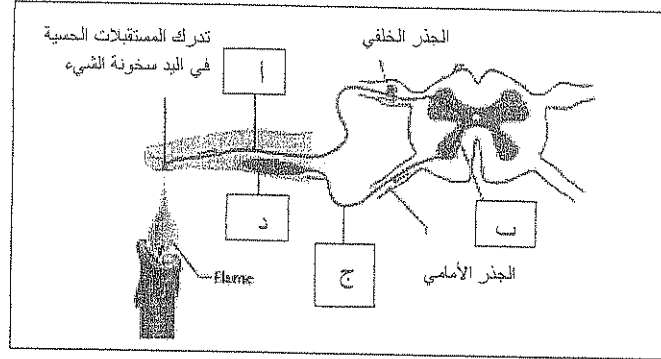 تدرك المستقبلات الحسية
في اليد سخونة الشيء
أ
الجذر الخلفي
د
ج
ب
الجذر الأمامي
Flame